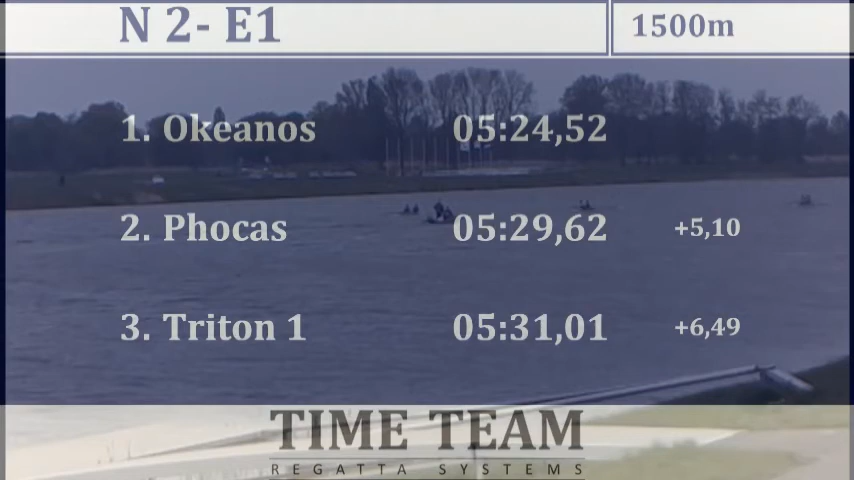 N 2- E1 1500m
1. Okeanos 05:24,52
2. Phocas 05:29,62 +5,10
3. Triton 1 05:31,01 +6,49
TIME TEAM
REGATTA SYSTEMS